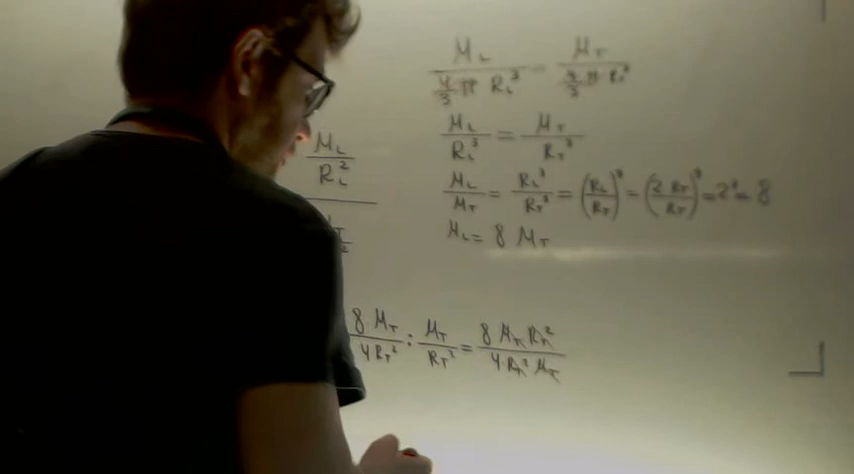 M_L / (4/3 π R_L³) = M_T / (4/3 π R_T³)
M_L / R_L³ = M_T / R_T³
M_L / M_T = R_L³ / R_T³ = (R_L / R_T)³ = (2 R_T / R_T)³ = 2³ = 8
M_L = 8 M_T
M_L / R_L²
8 · M_T / 4 R_T² : M_T / R_T² = 8 M_T R_T² / 4 · R_T² M_T